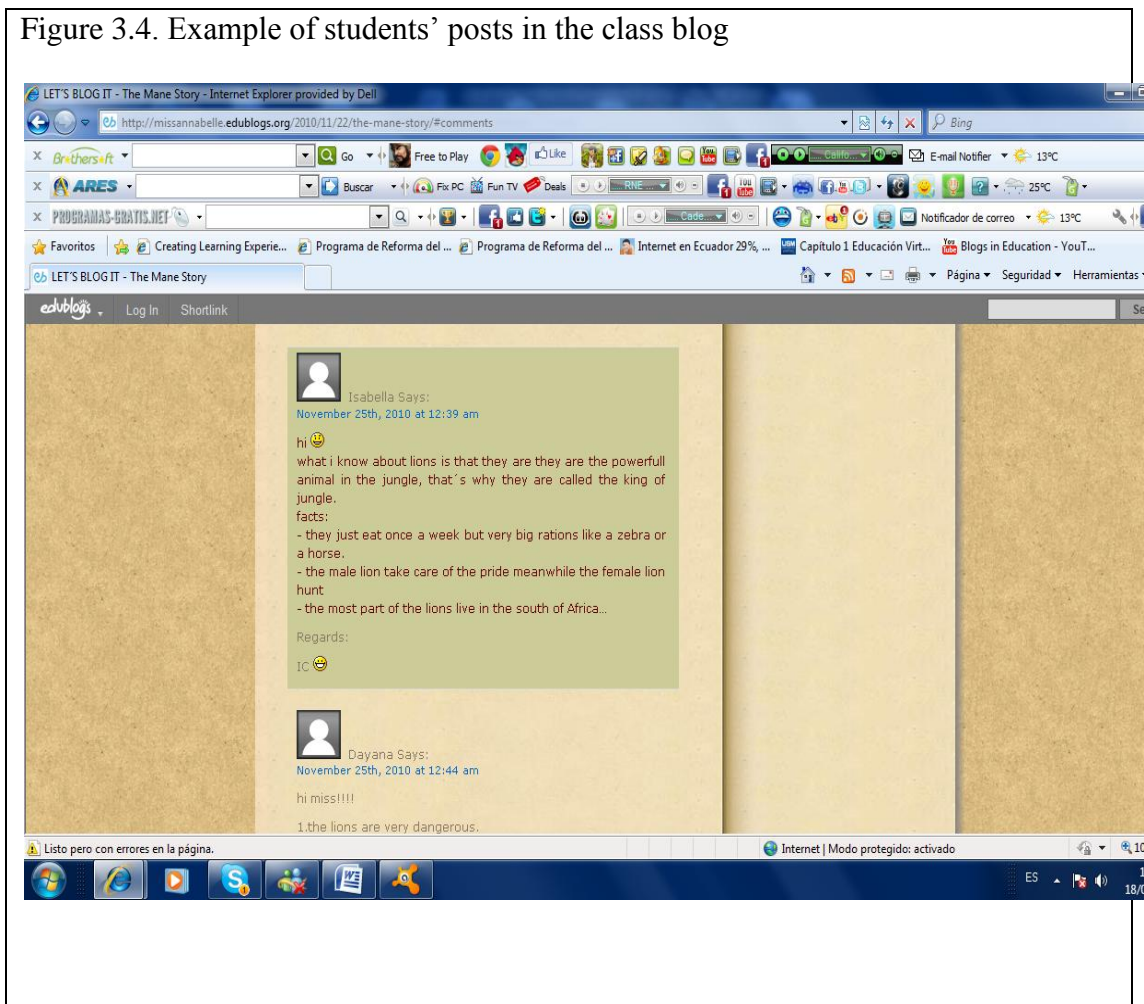 Figure 3.4. Example of students’ posts in the class blog
LET´S BLOG IT - The Mane Story - Internet Explorer provided by Dell
http://missannabelle.edublogs.org/2010/11/22/the-mane-story/#comments
Bing
Brothersoft Go Free to Play Like E-mail Notifier 13ºC
ARES Buscar Fix PC Fun TV Deals RNE ... 25ºC
PROGRAMAS-GRATIS.NET Cade... Notificador de correo 13ºC
Favoritos Creating Learning Experie... Programa de Reforma del ... Programa de Reforma del ... Internet en Ecuador 29%, ... Capítulo 1 Educación Virt... Blogs in Education - YouT...
LET´S BLOG IT - The Mane Story Página Seguridad Herramientas
edublogs Log In Shortlink Se
Isabella Says:
November 25th, 2010 at 12:39 am
hi
what i know about lions is that they are they are the powerfull
animal in the jungle, that´s why they are called the king of
jungle.
facts:
- they just eat once a week but very big rations like a zebra or
a horse.
- the male lion take care of the pride meanwhile the female lion
hunt
- the most part of the lions live in the south of Africa...
Regards:
IC
Dayana Says:
November 25th, 2010 at 12:44 am
hi miss!!!!
1.the lions are very dangerous.
Listo pero con errores en la página. Internet | Modo protegido: activado 10
ES
18/0